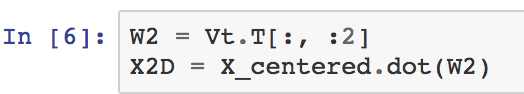 In [6]: W2 = Vt.T[:, :2]
X2D = X_centered.dot(W2)